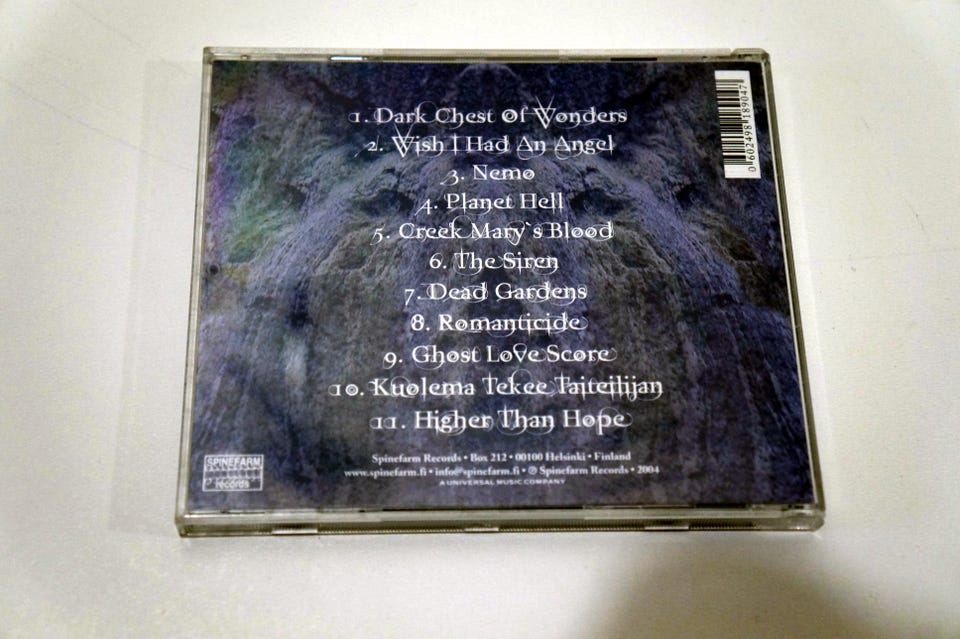 1. Dark Chest Of Wonders
2. Wish I Had An Angel
3. Nemo
4. Planet Hell
5. Creek Mary`s Blood
6. The Siren
7. Dead Gardens
8. Romanticide
9. Ghost Love Score
10. Kuolema Tekee Taiteilijan
11. Higher Than Hope
Spinefarm Records • Box 212 • 00100 Helsinki • Finland
www.spinefarm.fi • info@spinefarm.fi • ℗ Spinefarm Records • 2004
A UNIVERSAL MUSIC COMPANY
SPINEFARM
records
0 602498 189047